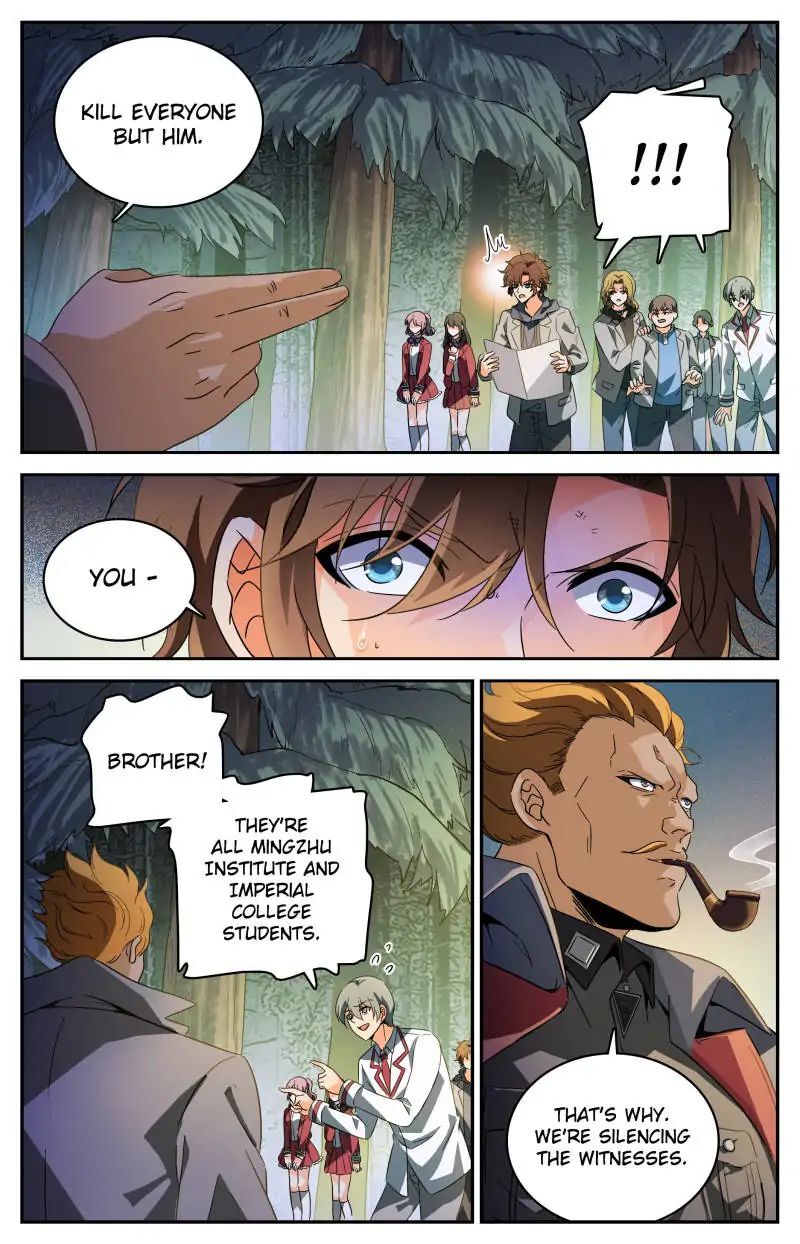 KILL EVERYONE
BUT HIM.
!!!
YOU -
BROTHER!
THEY'RE
ALL MINGZHU
INSTITUTE AND
IMPERIAL
COLLEGE
STUDENTS.
THAT'S WHY.
WE'RE SILENCING
THE WITNESSES.